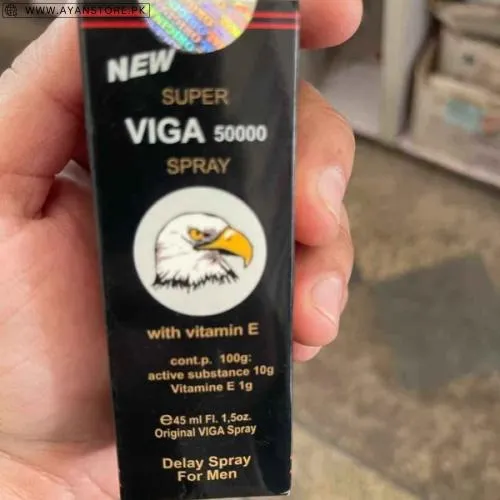 WWW.AYANSTORE.PK
NEW
SUPER
VIGA 50000
SPRAY
with vitamin E
cont.p. 100g:
active substance 10g
Vitamine E 1g
℮45 ml Fl. 1,5oz.
Original VIGA Spray
Delay Spray
For Men